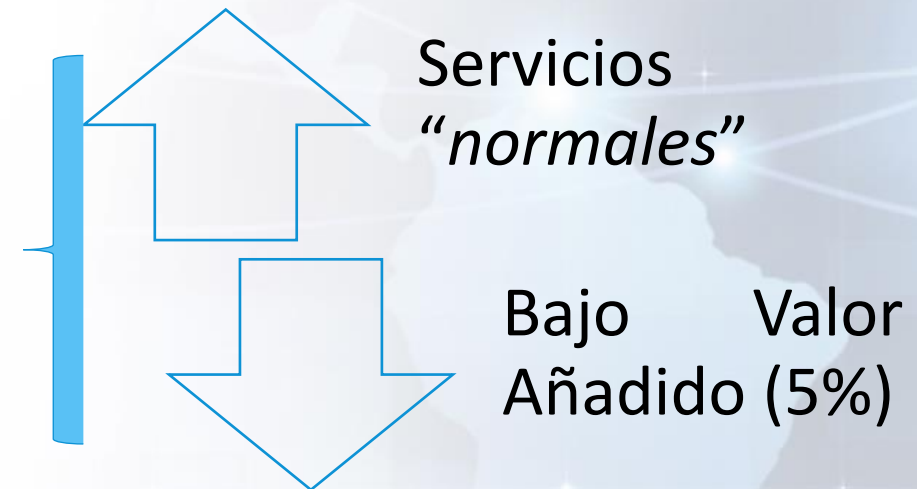 Servicios
“normales”
Bajo Valor
Añadido (5%)